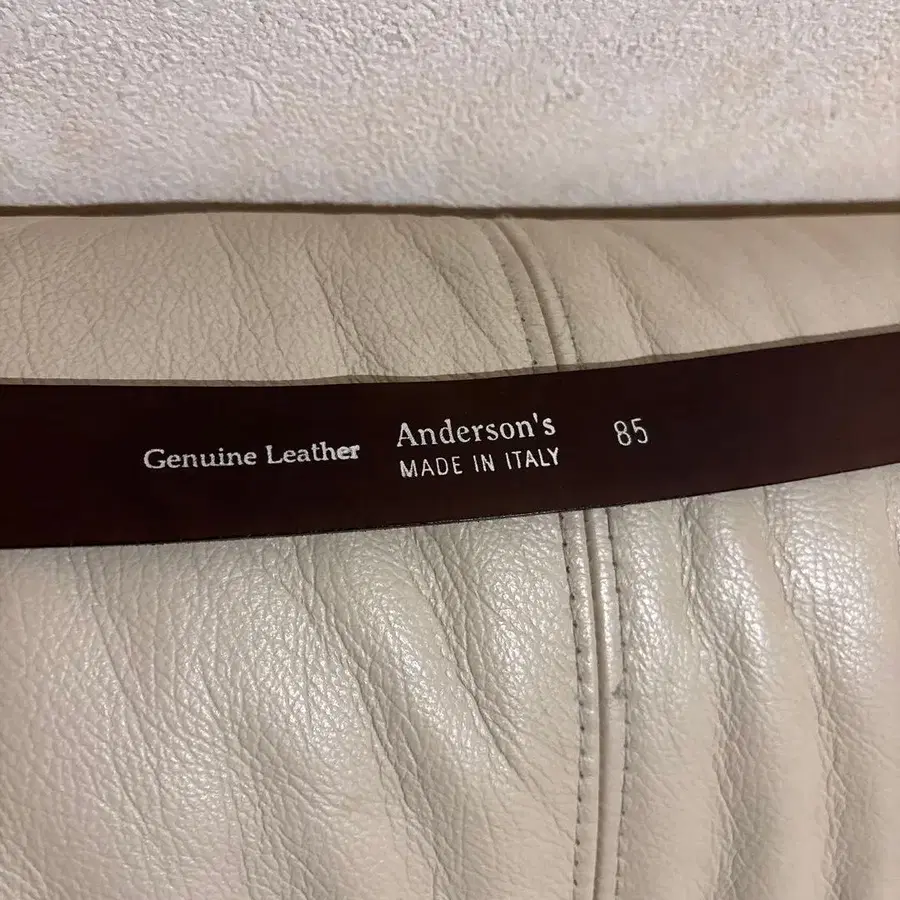 Genuine Leather
Anderson's
MADE IN ITALY
85